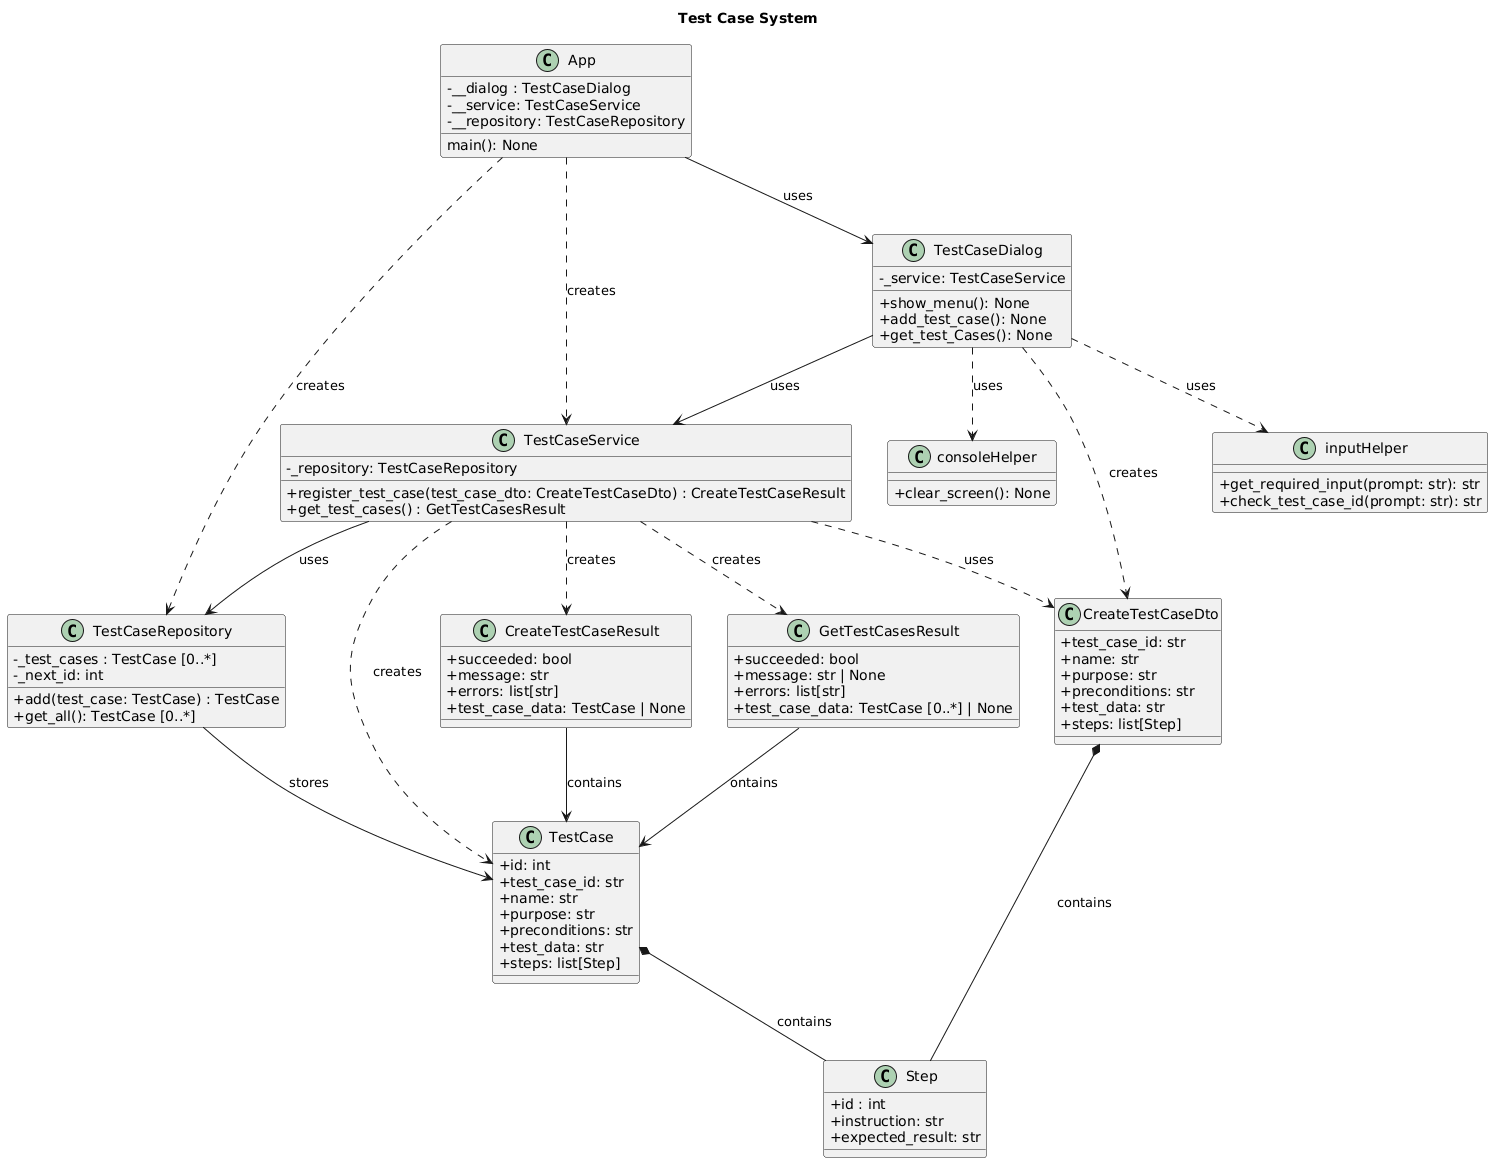 Test Case System
C App
-__dialog : TestCaseDialog
-__service: TestCaseService
-__repository: TestCaseRepository
main(): None
uses
C TestCaseDialog
-_service: TestCaseService
+show_menu(): None
+add_test_case(): None
+get_test_Cases(): None
creates
creates
uses
uses
creates
uses
C TestCaseService
-_repository: TestCaseRepository
+register_test_case(test_case_dto: CreateTestCaseDto) : CreateTestCaseResult
+get_test_cases() : GetTestCasesResult
C consoleHelper
+clear_screen(): None
C inputHelper
+get_required_input(prompt: str): str
+check_test_case_id(prompt: str): str
uses
creates
creates
creates
uses
C TestCaseRepository
-_test_cases : TestCase [0..*]
-_next_id: int
+add(test_case: TestCase) : TestCase
+get_all(): TestCase [0..*]
C CreateTestCaseResult
+succeeded: bool
+message: str
+errors: list[str]
+test_case_data: TestCase | None
C GetTestCasesResult
+succeeded: bool
+message: str | None
+errors: list[str]
+test_case_data: TestCase [0..*] | None
C CreateTestCaseDto
+test_case_id: str
+name: str
+purpose: str
+preconditions: str
+test_data: str
+steps: list[Step]
stores
contains
ontains
C TestCase
+id: int
+test_case_id: str
+name: str
+purpose: str
+preconditions: str
+test_data: str
+steps: list[Step]
contains
contains
C Step
+id : int
+instruction: str
+expected_result: str